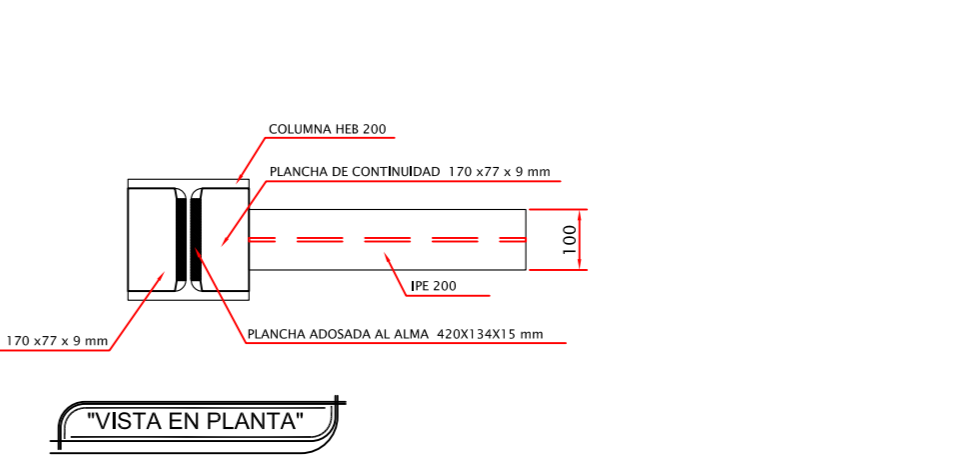 COLUMNA HEB 200
PLANCHA DE CONTINUIDAD 170 x77 x 9 mm
100
IPE 200
PLANCHA ADOSADA AL ALMA 420X134X15 mm
170 x77 x 9 mm
"VISTA EN PLANTA"